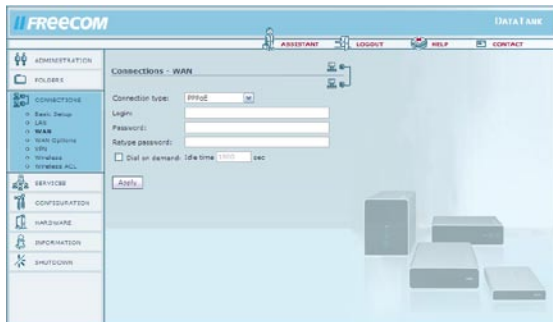 FREECOM
DATATANK
ASSISTANT
LOGOUT
HELP
CONTACT
ADMINISTRATION
FOLDERS
CONNECTIONS
Basic Setup
LAN
WAN
WAN Options
VPN
Wireless
Wireless ACL
SERVICES
CONFIGURATION
HARDWARE
INFORMATION
SHUTDOWN
Connections - WAN
Connection type: PPPoE
Login:
Password:
Retype password:
Dial on demand: Idle time sec
Apply